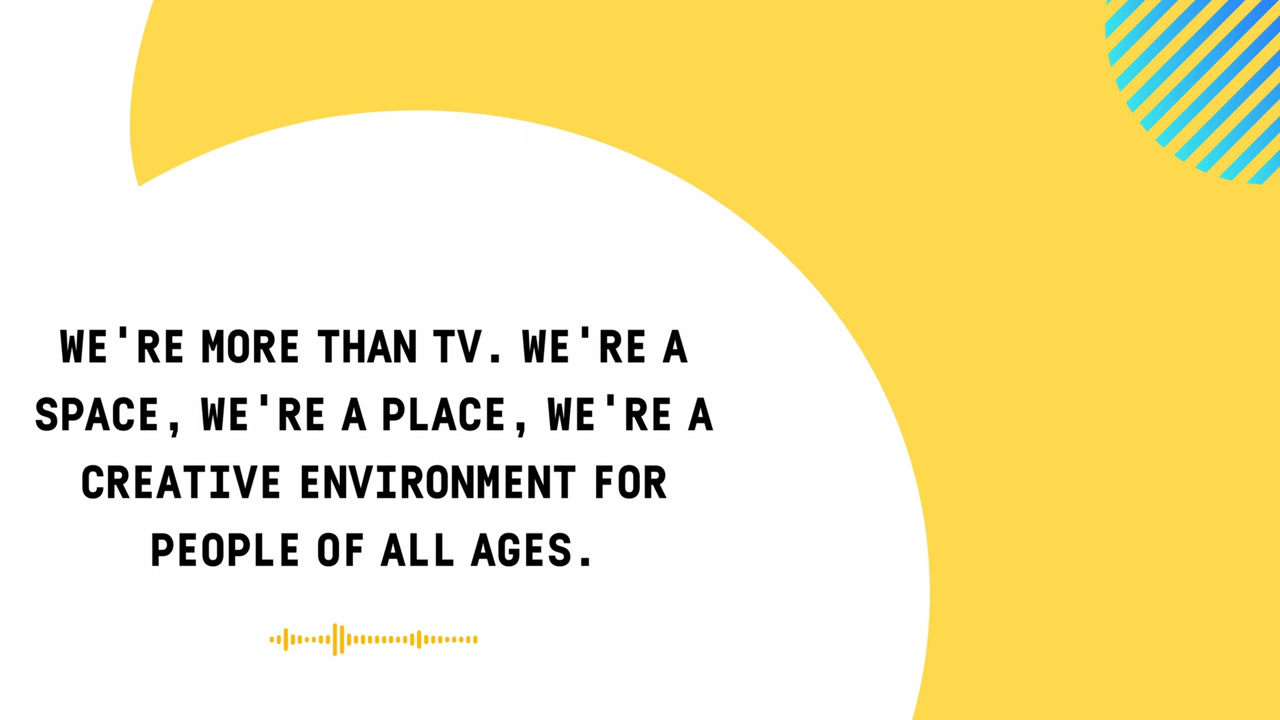 WE'RE MORE THAN TV. WE'RE A
SPACE, WE'RE A PLACE, WE'RE A
CREATIVE ENVIRONMENT FOR
PEOPLE OF ALL AGES.